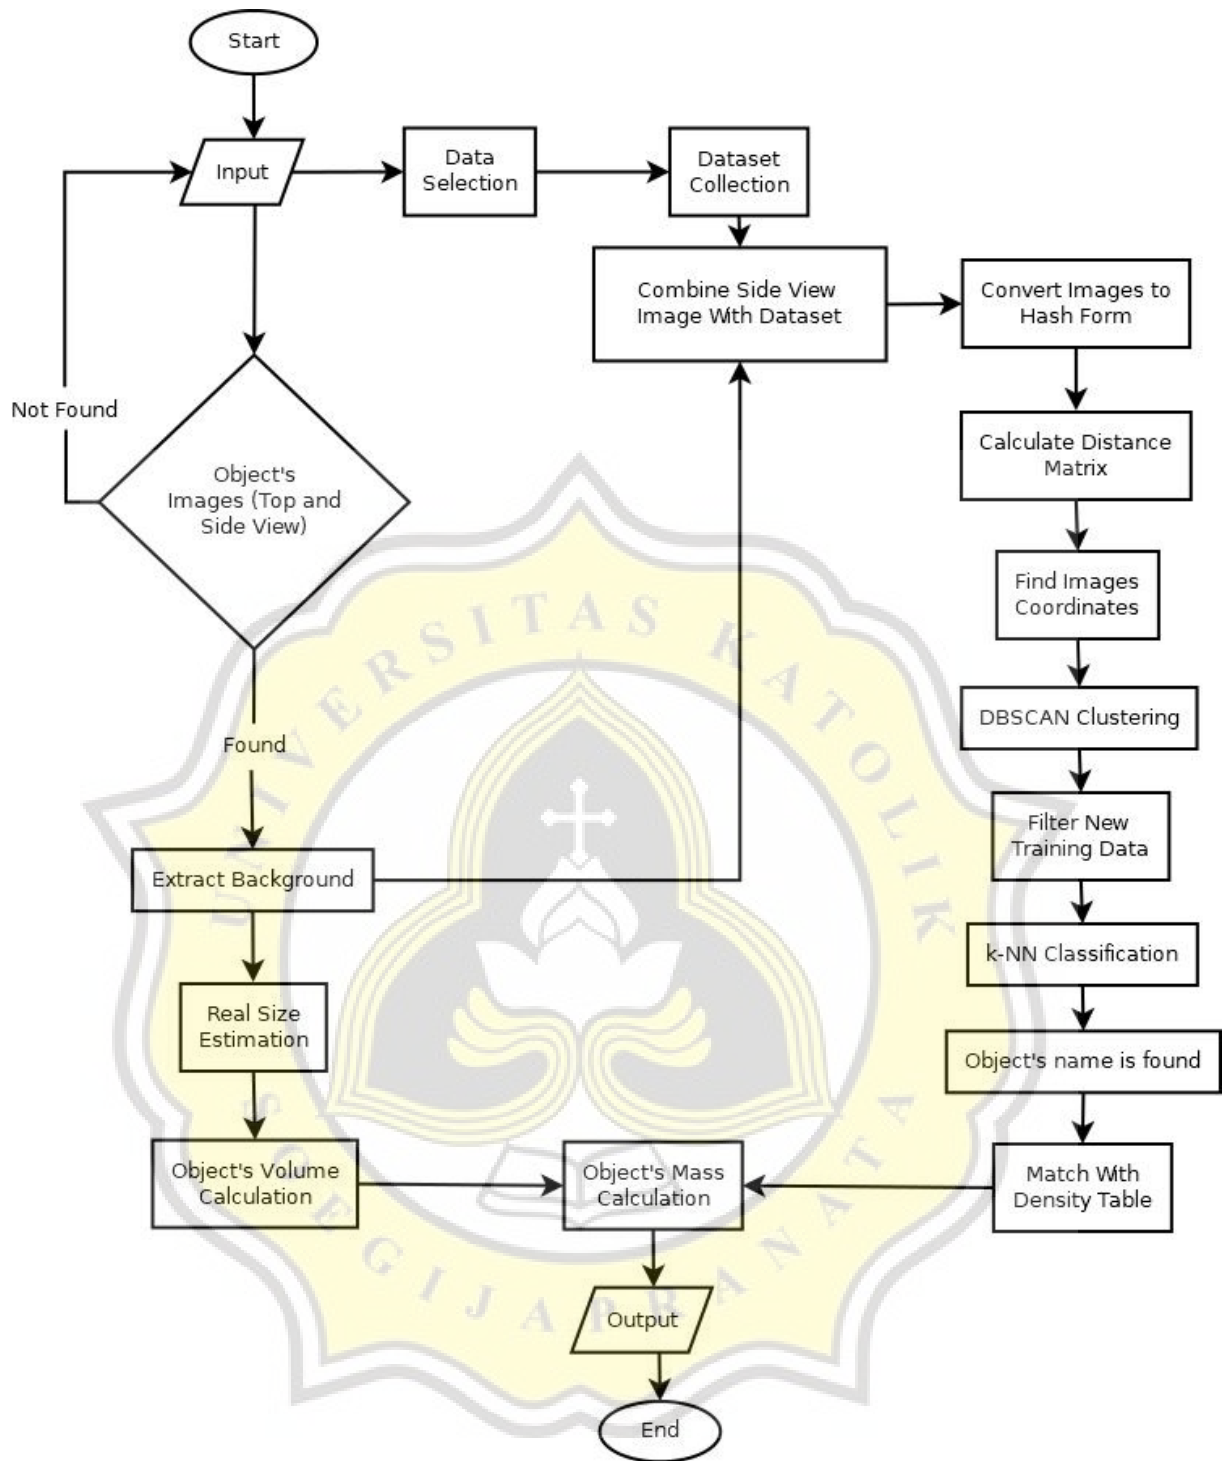 Start
Input
Data
Selection
Dataset
Collection
Combine Side View
Image With Dataset
Convert Images to
Hash Form
Not Found
Calculate Distance
Matrix
Object's
Images (Top and
Side View)
Find Images
Coordinates
DBSCAN Clustering
Found
Filter New
Training Data
Extract Background
k-NN Classification
Real Size
Estimation
Object's name is found
Object's Volume
Calculation
Object's Mass
Calculation
Match With
Density Table
Output
End
UNIVERSITAS KATOLIK
SOEGIJAPRANATA